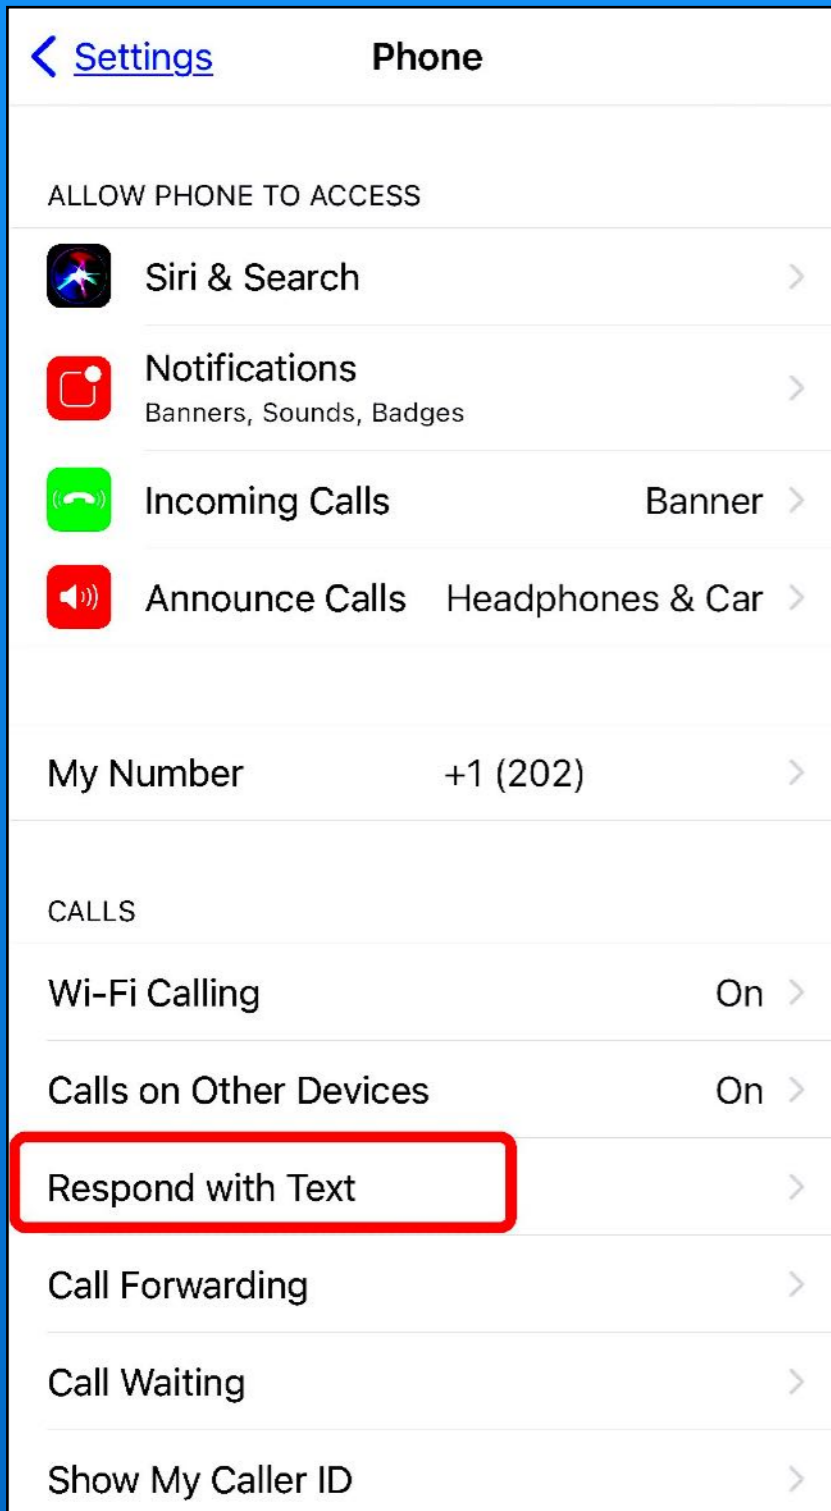 Settings
Phone
ALLOW PHONE TO ACCESS
Siri & Search
Notifications
Banners, Sounds, Badges
Incoming Calls Banner
Announce Calls Headphones & Car
My Number +1 (202)
CALLS
Wi-Fi Calling On
Calls on Other Devices On
Respond with Text
Call Forwarding
Call Waiting
Show My Caller ID